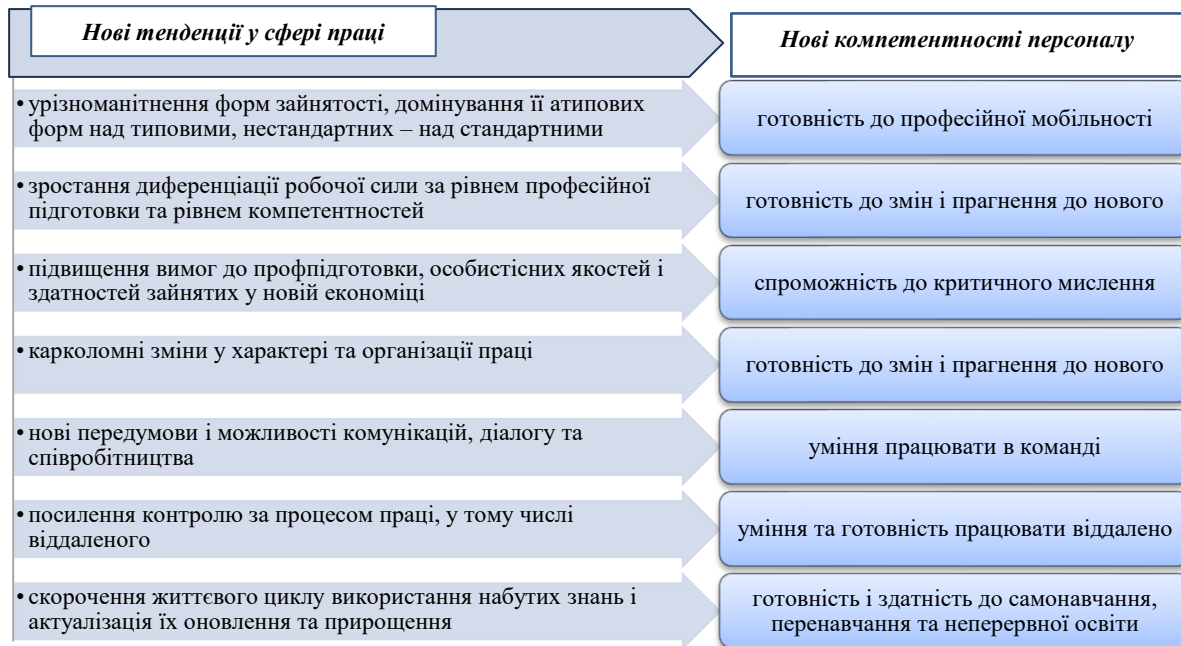 Нові тенденції у сфері праці
Нові компетентності персоналу
• урізноманітнення форм зайнятості, домінування її атипових
форм над типовими, нестандартних – над стандартними
готовність до професійної мобільності
• зростання диференціації робочої сили за рівнем професійної
підготовки та рівнем компетентностей
готовність до змін і прагнення до нового
• підвищення вимог до профпідготовки, особистісних якостей і
здатностей зайнятих у новій економіці
спроможність до критичного мислення
• карколомні зміни у характері та організації праці
готовність до змін і прагнення до нового
• нові передумови і можливості комунікацій, діалогу та
співробітництва
уміння працювати в команді
• посилення контролю за процесом праці, у тому числі
віддаленого
уміння та готовність працювати віддалено
• скорочення життєвого циклу використання набутих знань і
актуалізація їх оновлення та прирощення
готовність і здатність до самонавчання,
перенавчання та неперервної освіти